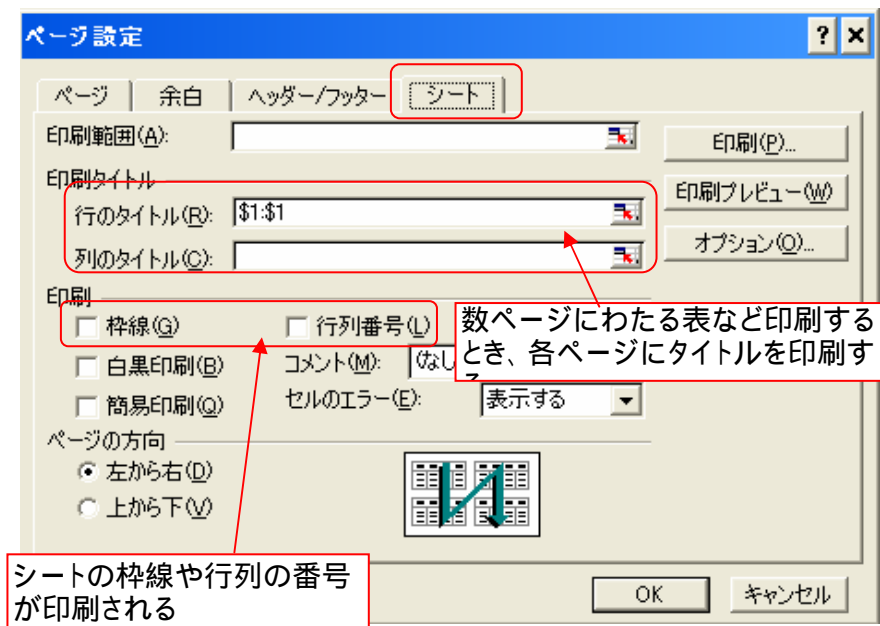 ページ設定
ページ 余白 ヘッダー/フッター シート
印刷範囲(A): 印刷(P)...
印刷タイトル 印刷プレビュー(W)
行のタイトル(R): $1:$1
列のタイトル(C): オプション(O)...
印刷
枠線(G) 行列番号(L)
白黒印刷(B) コメント(M): (なし
簡易印刷(Q) セルのエラー(E): 表示する
数ページにわたる表など印刷する
とき、各ページにタイトルを印刷す
ページの方向
左から右(D)
上から下(V)
シートの枠線や行列の番号
が印刷される
OK キャンセル